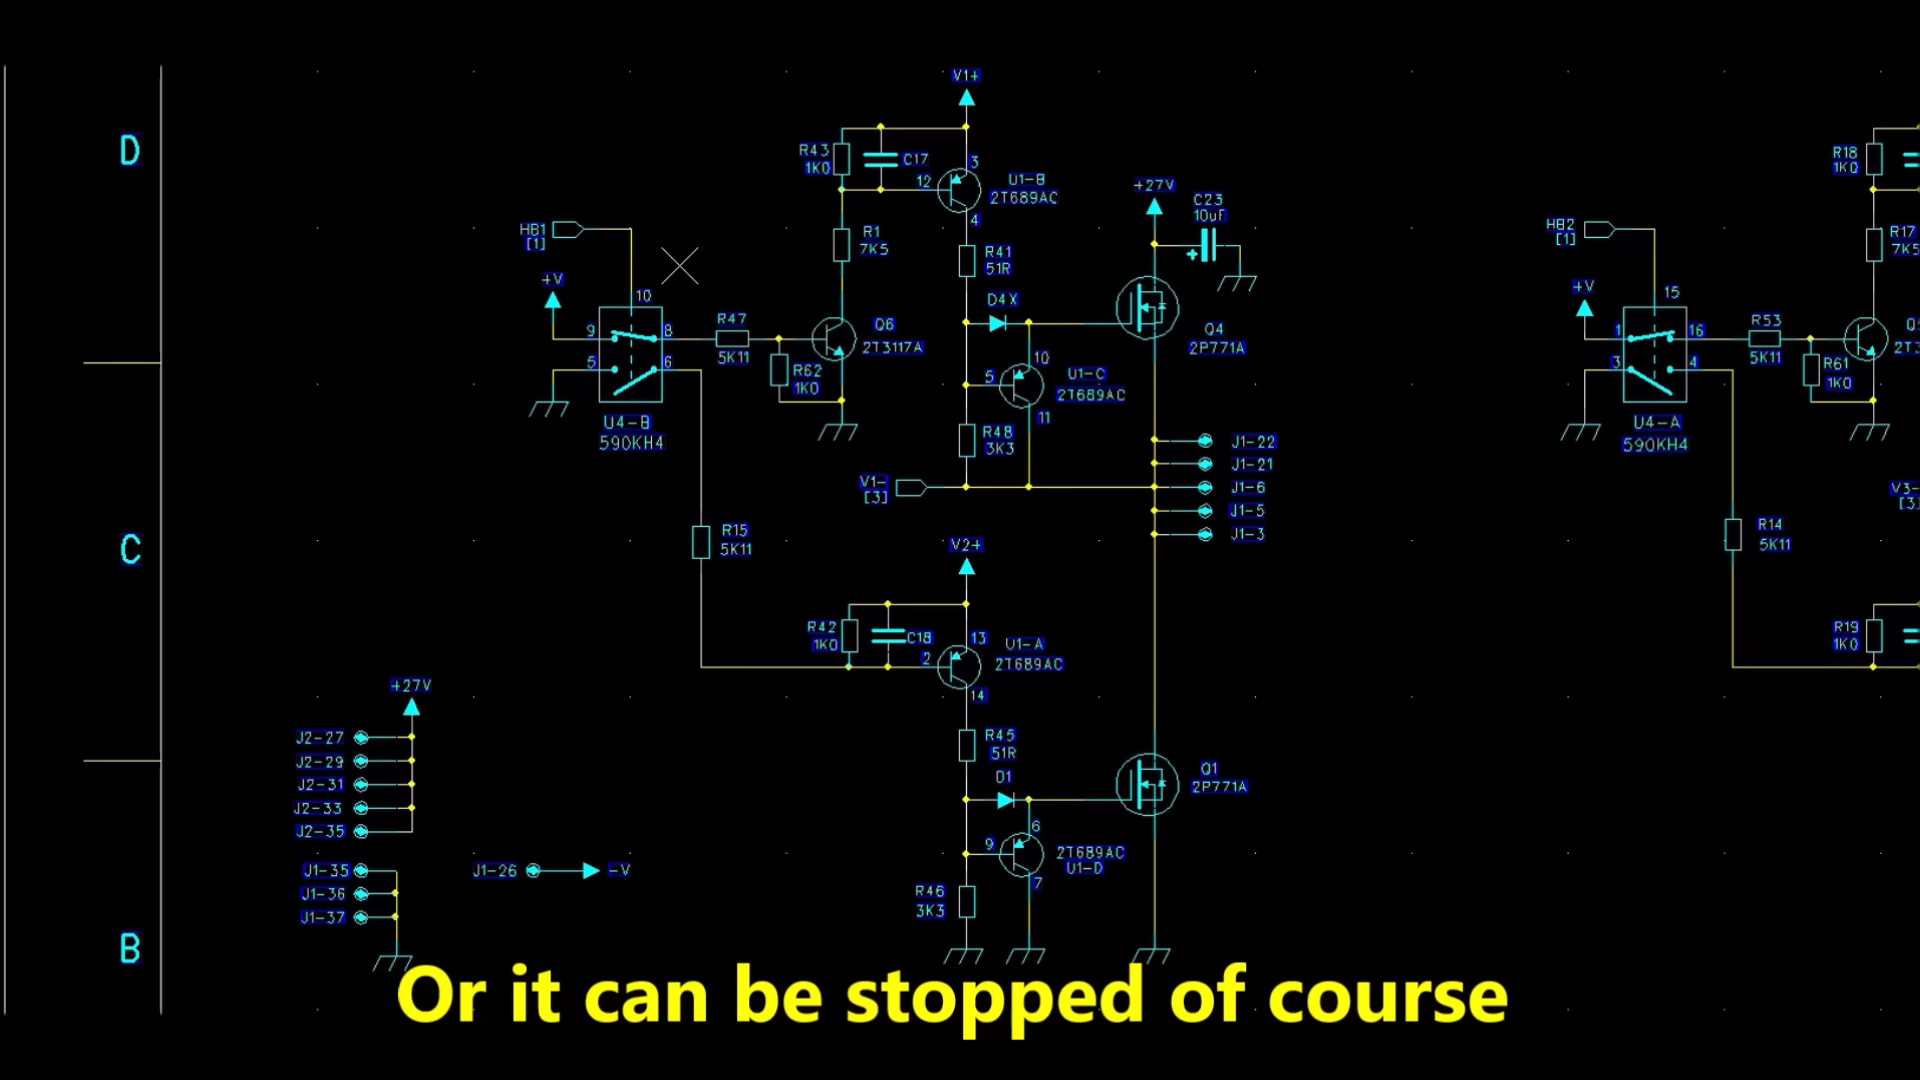 D
C
B
V1+
R43
1K0
C17
3
12
U1-B
2T689AC
4
+27V
C23
10uF
+
HB1
[1]
R1
7K5
R41
51R
+V
10
D4 X
Q4
2P771A
9
8
R47
5K11
Q6
2T3117A
5
6
R62
1K0
10
5
U1-C
2T689AC
11
U4-B
590KH4
R48
3K3
J1-22
J1-21
J1-6
J1-5
J1-3
V1-
[3]
R15
5K11
V2+
R42
1K0
C18
13
2
U1-A
2T689AC
14
R45
51R
D1
Q1
2P771A
6
9
2T689AC
U1-D
7
R46
3K3
+27V
J2-27
J2-29
J2-31
J2-33
J2-35
J1-35
J1-36
J1-37
J1-26
-V
HB2
[1]
+V
15
1
16
3
4
U4-A
590KH4
R53
5K11
R61
1K0
R18
1K0
R17
7K5
R14
5K11
R19
1K0
V3-
[3]
Or it can be stopped of course